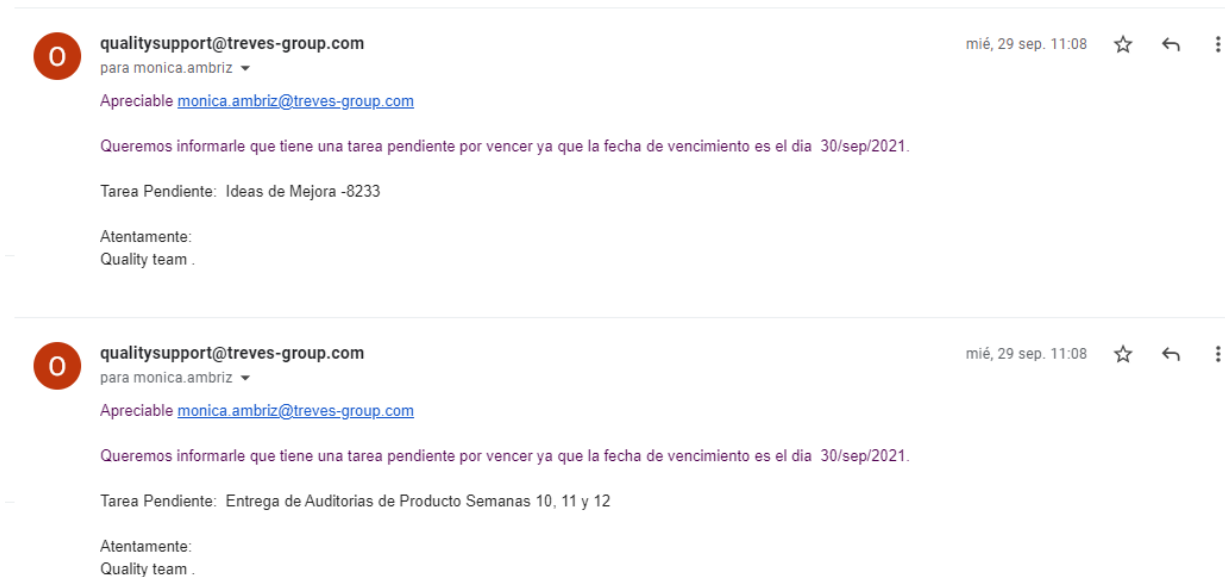 qualitysupport@treves-group.com
mié, 29 sep. 11:08
para monica.ambriz
Apreciable monica.ambriz@treves-group.com
Queremos informarle que tiene una tarea pendiente por vencer ya que la fecha de vencimiento es el dia 30/sep/2021.
Tarea Pendiente: Ideas de Mejora -8233
Atentamente:
Quality team .
qualitysupport@treves-group.com
mié, 29 sep. 11:08
para monica.ambriz
Apreciable monica.ambriz@treves-group.com
Queremos informarle que tiene una tarea pendiente por vencer ya que la fecha de vencimiento es el dia 30/sep/2021.
Tarea Pendiente: Entrega de Auditorias de Producto Semanas 10, 11 y 12
Atentamente:
Quality team .